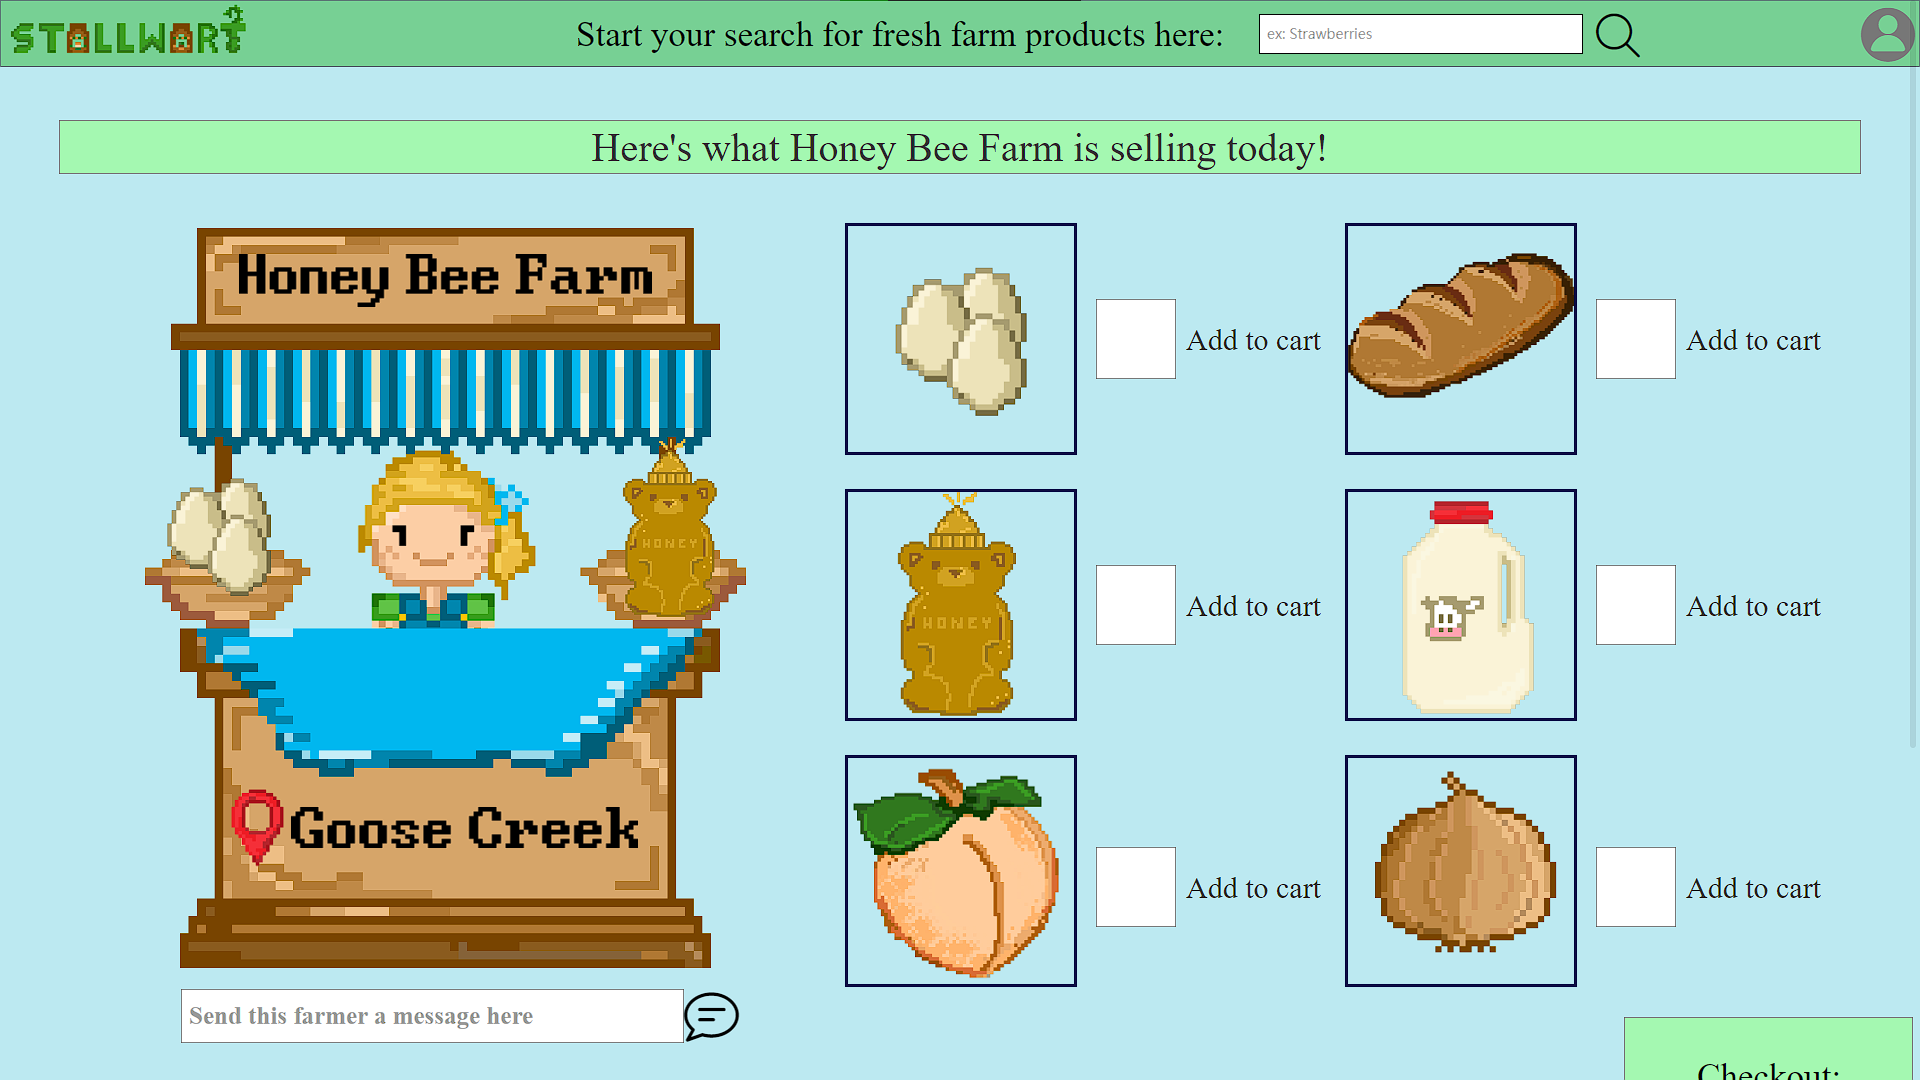 STALLWART
Start your search for fresh farm products here:
ex: Strawberries
Here's what Honey Bee Farm is selling today!
Honey Bee Farm
HONEY
Goose Creek
Send this farmer a message here
Add to cart
Add to cart
HONEY
Add to cart
Add to cart
Add to cart
Add to cart
Checkout: